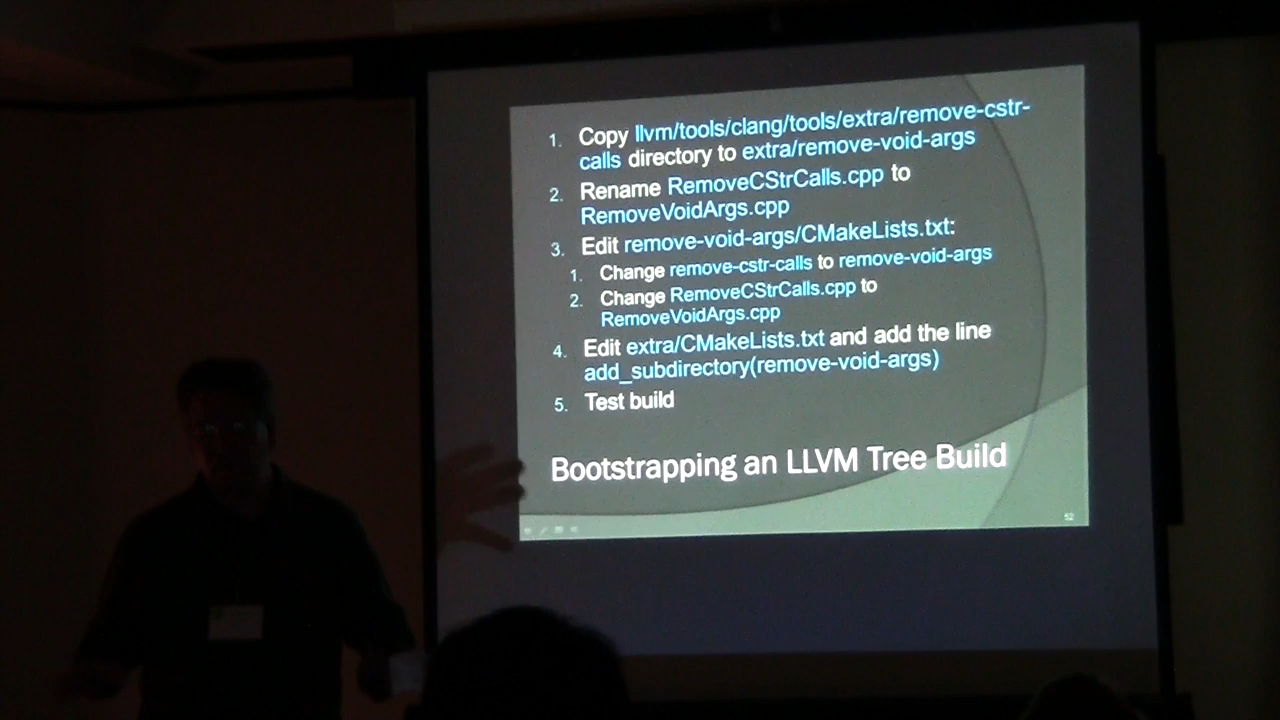 1. Copy llvm/tools/clang/tools/extra/remove-cstr-
calls directory to extra/remove-void-args
2. Rename RemoveCStrCalls.cpp to
RemoveVoidArgs.cpp
3. Edit remove-void-args/CMakeLists.txt:
1. Change remove-cstr-calls to remove-void-args
2. Change RemoveCStrCalls.cpp to
RemoveVoidArgs.cpp
4. Edit extra/CMakeLists.txt and add the line
add_subdirectory(remove-void-args)
5. Test build
Bootstrapping an LLVM Tree Build
52